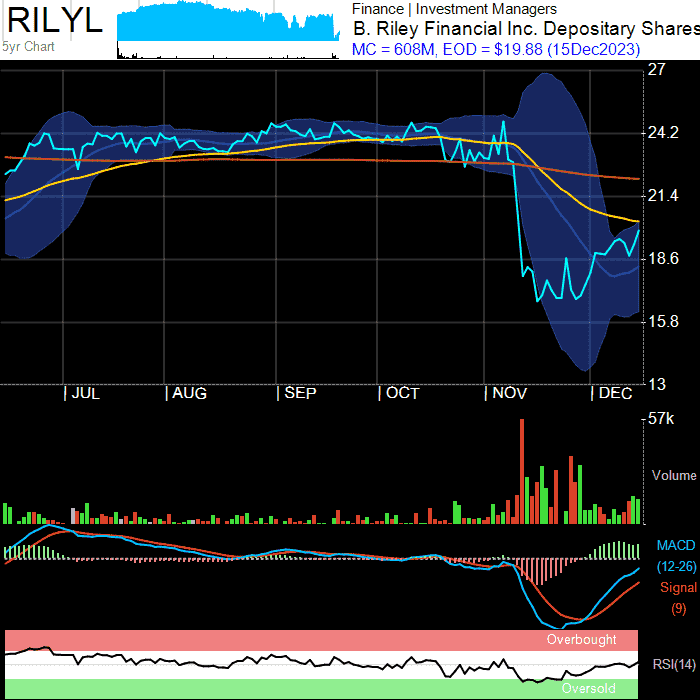 RILYL
5yr Chart
Finance | Investment Managers
B. Riley Financial Inc. Depositary Shares
MC = 608M, EOD = $19.88 (15Dec2023)
27
24.2
21.4
18.6
15.8
13
| JUL | AUG | SEP | OCT | NOV | DEC
57k
Volume
MACD
(12-26)
Signal
(9)
Overbought
RSI(14)
Oversold